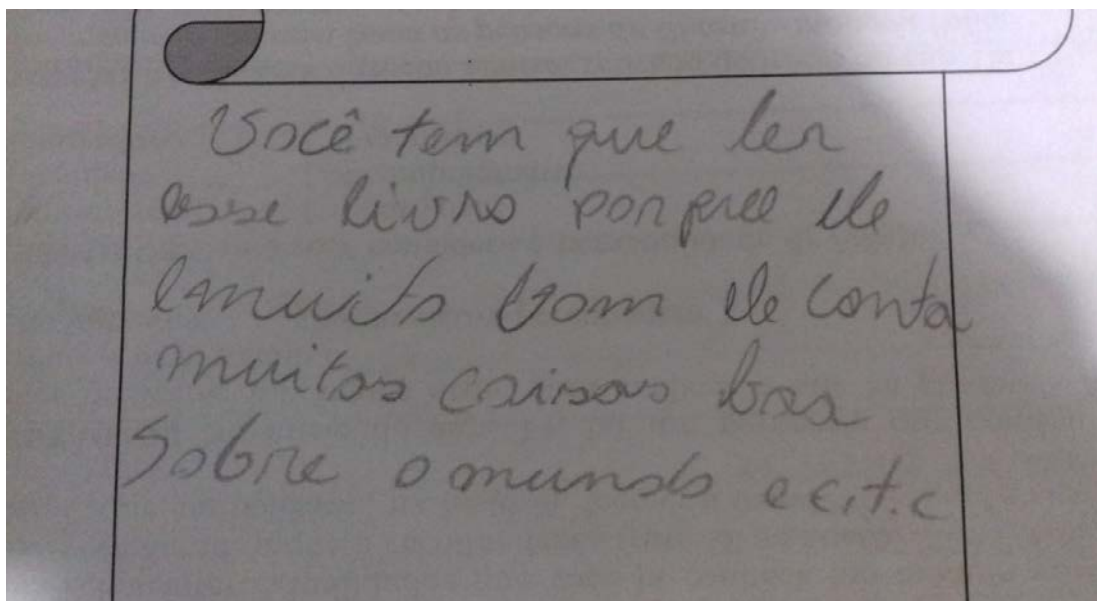 Você tem que ler
esse livro porque ele
e muito bom ele conta
muitas coisas boa
Sobre o mundo e e,t.c